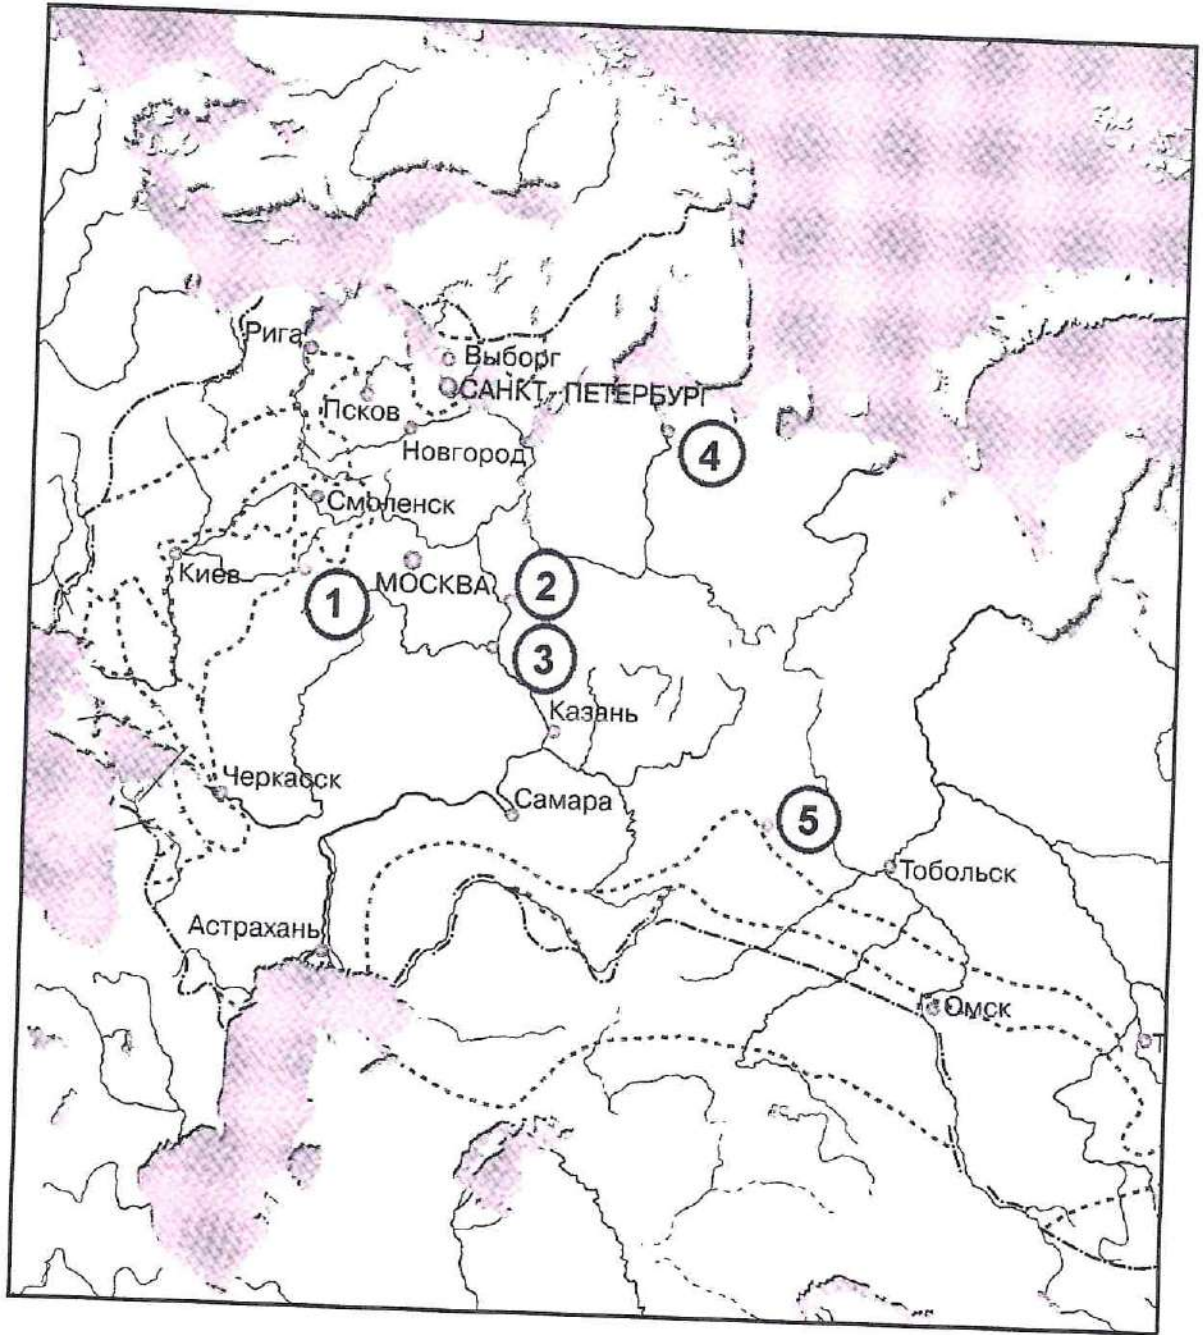 Рига
Выборг
САНКТ-ПЕТЕРБУРГ
Псков
Новгород
4
Смоленск
Киев
МОСКВА
2
1
3
Казань
Черкасск
Самара
5
Тобольск
Астрахань
Омск
Т